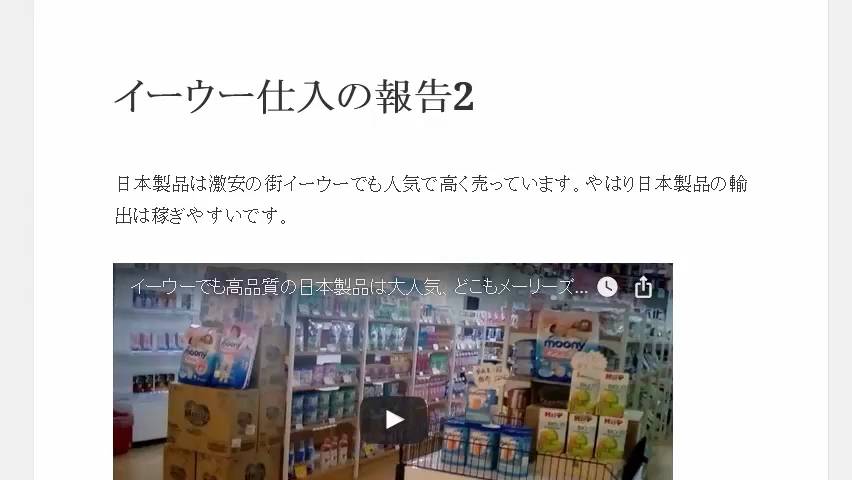 イーウー仕入の報告2
日本製品は激安の街イーウーでも人気で高く売っています。やはり日本製品の輸
出は稼ぎやすいです。
イーウーでも高品質の日本製品は大人気、どこもメーリーズ...
moony
moony
HiPP
HiPP
HiPP